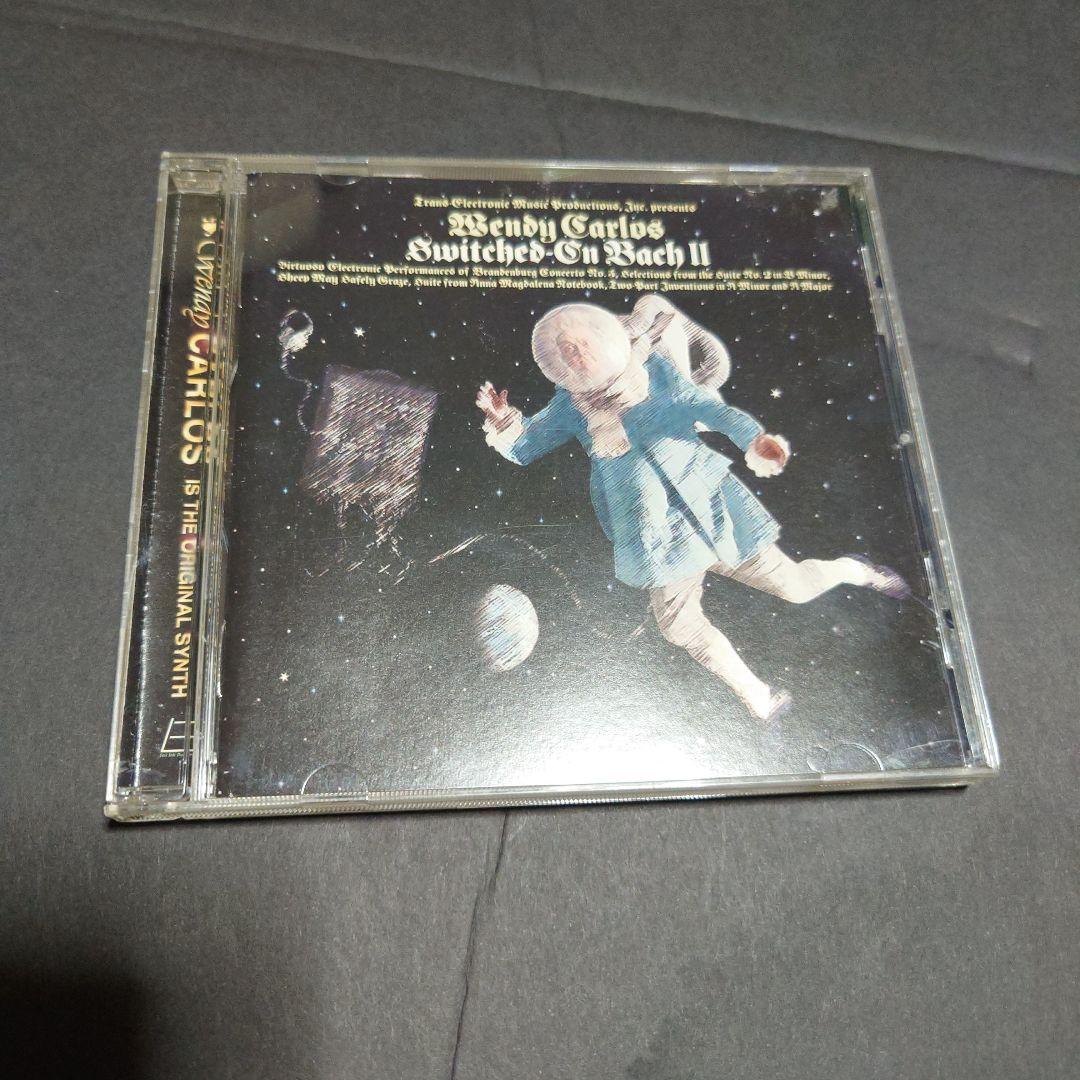 Trans-Electronic Music Productions, Inc. presents
Wendy Carlos
Switched-On Bach II
Virtuoso Electronic Performances of Brandenburg Concerto No. 5, Selections from the Suite No. 2 in B Minor,
Sheep May Safely Graze, Suite from Anna Magdalena Notebook, Two Part Inventions in A Minor and A Major
Wendy CARLOS IS THE ORIGINAL SYNTH